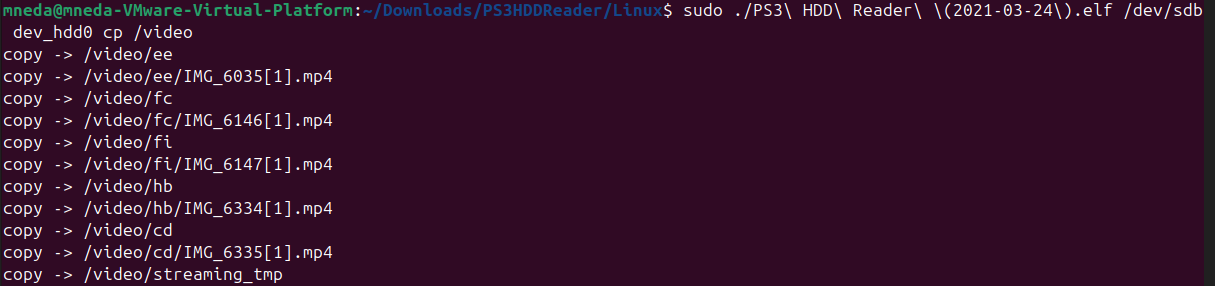 mneda@mneda-VMware-Virtual-Platform:~/Downloads/PS3HDDReader/Linux$ sudo ./PS3\ HDD\ Reader\ \(2021-03-24\).elf /dev/sdb
 dev_hdd0 cp /video
copy -> /video/ee
copy -> /video/ee/IMG_6035[1].mp4
copy -> /video/fc
copy -> /video/fc/IMG_6146[1].mp4
copy -> /video/fi
copy -> /video/fi/IMG_6147[1].mp4
copy -> /video/hb
copy -> /video/hb/IMG_6334[1].mp4
copy -> /video/cd
copy -> /video/cd/IMG_6335[1].mp4
copy -> /video/streaming_tmp